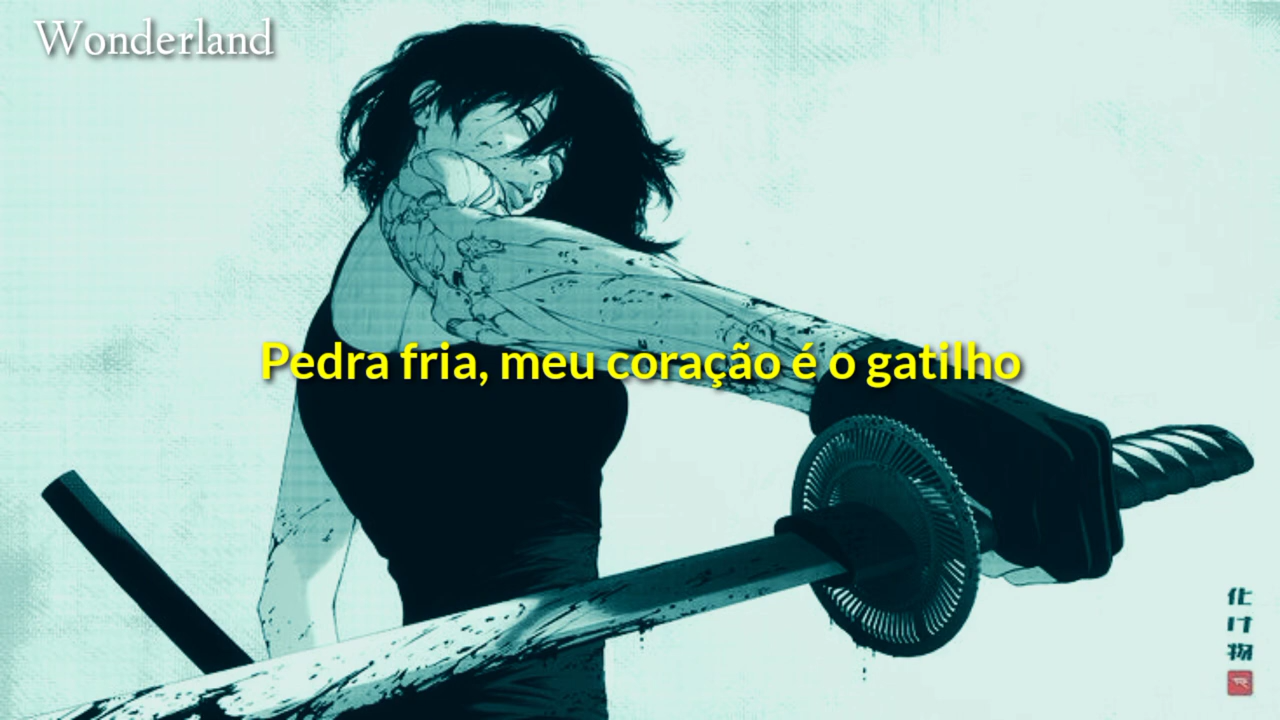 Wonderland
Pedra fria, meu coração é o gatilho
化け物